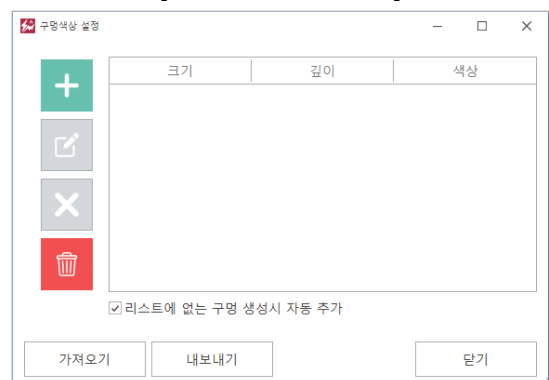 구멍색상 설정
크기 깊이 색상
리스트에 없는 구멍 생성시 자동 추가
가져오기 내보내기 닫기